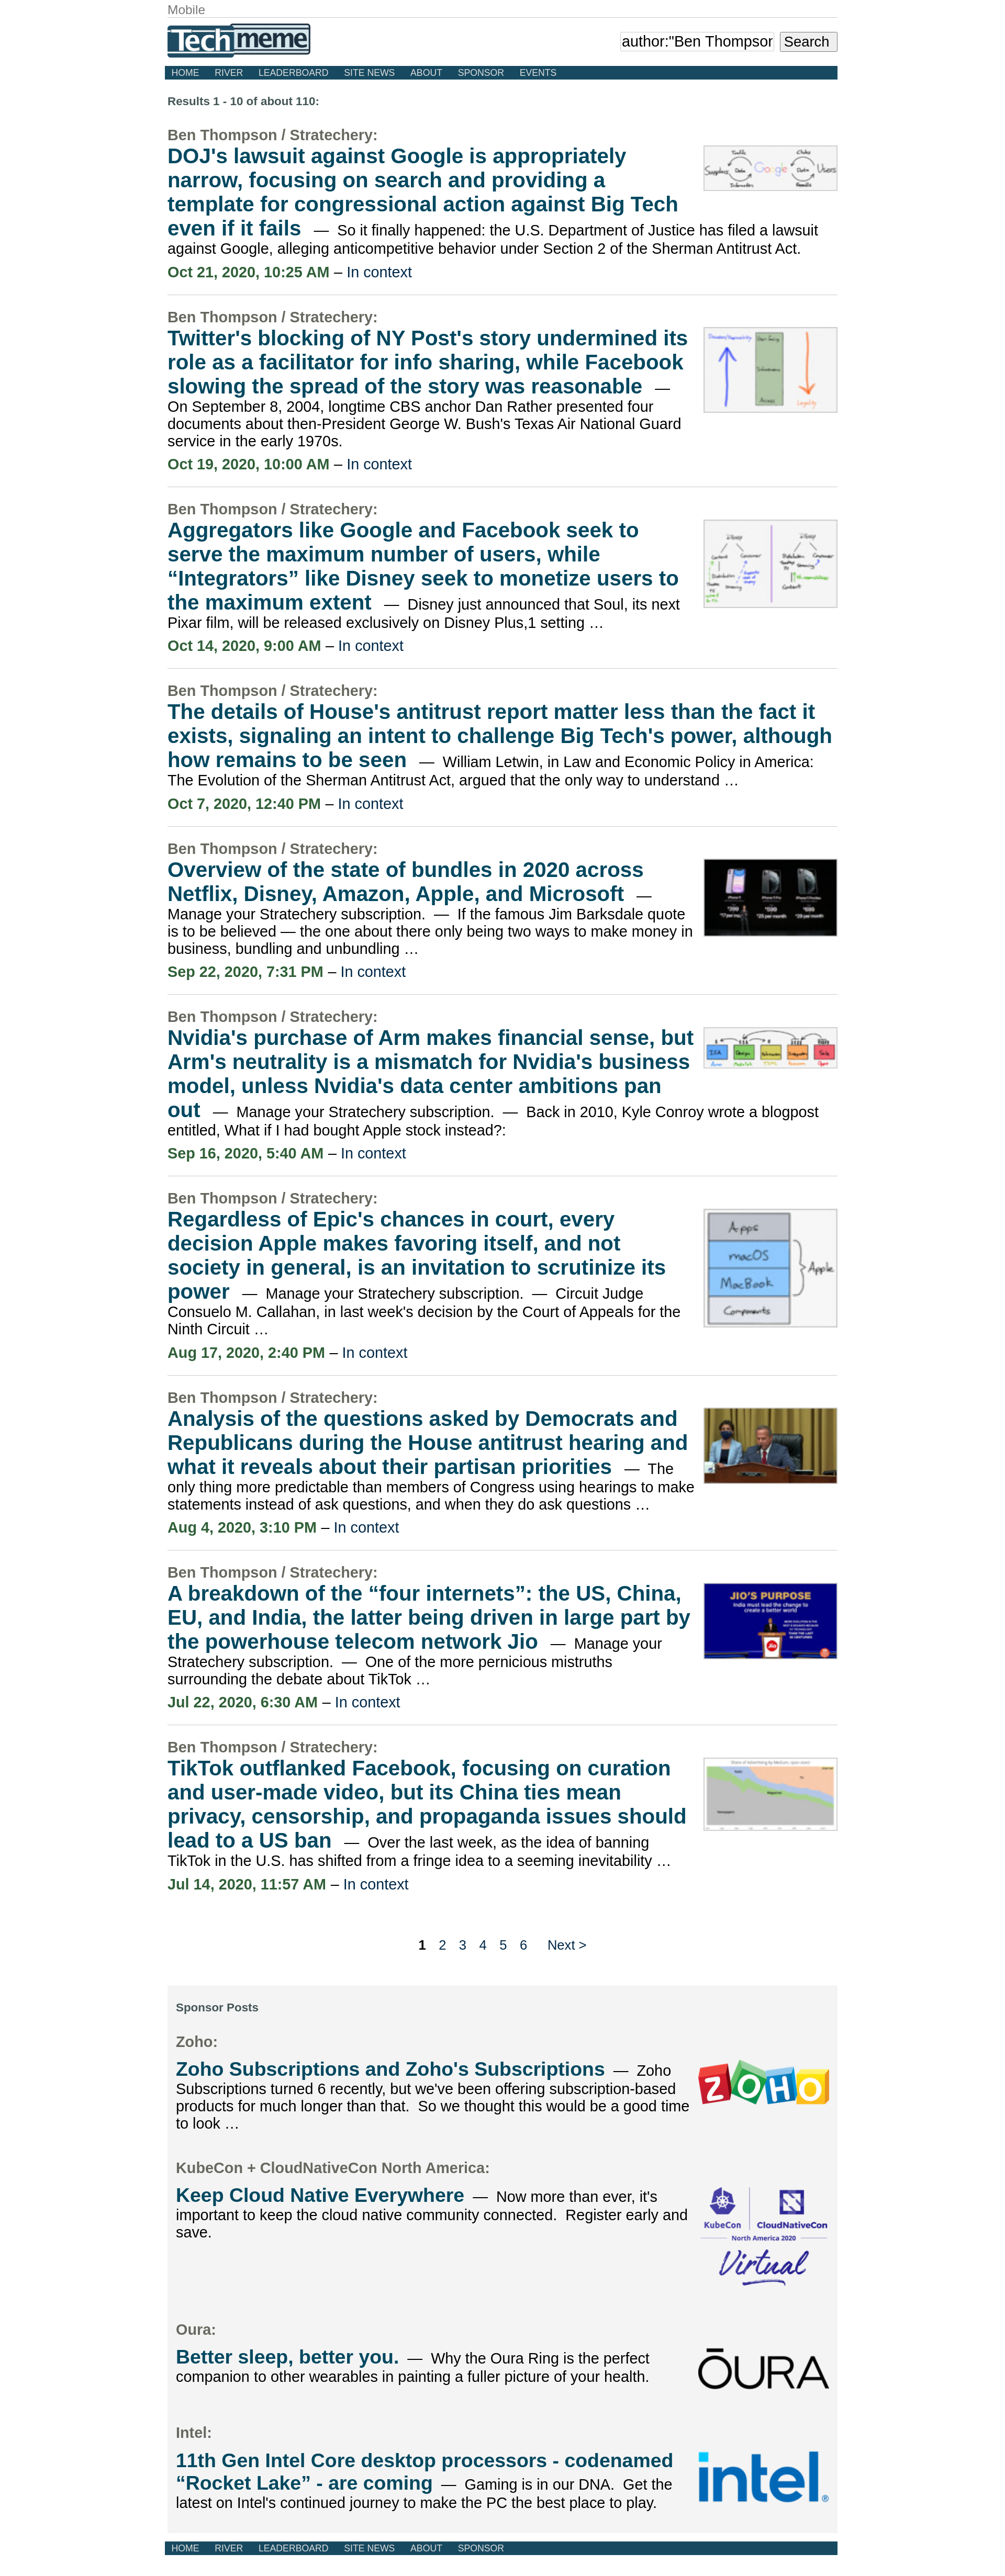 Mobile
Techmeme
author:"Ben Thompson
Search
HOME RIVER LEADERBOARD SITE NEWS ABOUT SPONSOR EVENTS
Results 1 - 10 of about 110:
Ben Thompson / Stratechery:
DOJ's lawsuit against Google is appropriately
narrow, focusing on search and providing a
template for congressional action against Big Tech
even if it fails — So it finally happened: the U.S. Department of Justice has filed a lawsuit
against Google, alleging anticompetitive behavior under Section 2 of the Sherman Antitrust Act.
Traffic Clicks
Suppliers Data Google Data Users
Information Results
Oct 21, 2020, 10:25 AM – In context
Ben Thompson / Stratechery:
Twitter's blocking of NY Post's story undermined its
role as a facilitator for info sharing, while Facebook
slowing the spread of the story was reasonable —
On September 8, 2004, longtime CBS anchor Dan Rather presented four
documents about then-President George W. Bush's Texas Air National Guard
service in the early 1970s.
Infrastructure
Access
Legality
Oct 19, 2020, 10:00 AM – In context
Ben Thompson / Stratechery:
Aggregators like Google and Facebook seek to
serve the maximum number of users, while
“Integrators” like Disney seek to monetize users to
the maximum extent — Disney just announced that Soul, its next
Pixar film, will be released exclusively on Disney Plus,1 setting …
Content Consumer
Distribution Consumer
Content
Oct 14, 2020, 9:00 AM – In context
Ben Thompson / Stratechery:
The details of House's antitrust report matter less than the fact it
exists, signaling an intent to challenge Big Tech's power, although
how remains to be seen — William Letwin, in Law and Economic Policy in America:
The Evolution of the Sherman Antitrust Act, argued that the only way to understand …
Oct 7, 2020, 12:40 PM – In context
Ben Thompson / Stratechery:
Overview of the state of bundles in 2020 across
Netflix, Disney, Amazon, Apple, and Microsoft —
Manage your Stratechery subscription. — If the famous Jim Barksdale quote
is to be believed — the one about there only being two ways to make money in
business, bundling and unbundling …
Sep 22, 2020, 7:31 PM – In context
Ben Thompson / Stratechery:
Nvidia's purchase of Arm makes financial sense, but
Arm's neutrality is a mismatch for Nvidia's business
model, unless Nvidia's data center ambitions pan
out — Manage your Stratechery subscription. — Back in 2010, Kyle Conroy wrote a blogpost
entitled, What if I had bought Apple stock instead?:
ISA Design
Sep 16, 2020, 5:40 AM – In context
Ben Thompson / Stratechery:
Regardless of Epic's chances in court, every
decision Apple makes favoring itself, and not
society in general, is an invitation to scrutinize its
power — Manage your Stratechery subscription. — Circuit Judge
Consuelo M. Callahan, in last week's decision by the Court of Appeals for the
Ninth Circuit …
Apps
macOS
MacBook
Components
Apple
Aug 17, 2020, 2:40 PM – In context
Ben Thompson / Stratechery:
Analysis of the questions asked by Democrats and
Republicans during the House antitrust hearing and
what it reveals about their partisan priorities — The
only thing more predictable than members of Congress using hearings to make
statements instead of ask questions, and when they do ask questions …
Aug 4, 2020, 3:10 PM – In context
Ben Thompson / Stratechery:
A breakdown of the “four internets”: the US, China,
EU, and India, the latter being driven in large part by
the powerhouse telecom network Jio — Manage your
Stratechery subscription. — One of the more pernicious mistruths
surrounding the debate about TikTok …
JIO'S PURPOSE
India must lead the change to
create a better world
Jio
Jul 22, 2020, 6:30 AM – In context
Ben Thompson / Stratechery:
TikTok outflanked Facebook, focusing on curation
and user-made video, but its China ties mean
privacy, censorship, and propaganda issues should
lead to a US ban — Over the last week, as the idea of banning
TikTok in the U.S. has shifted from a fringe idea to a seeming inevitability …
Jul 14, 2020, 11:57 AM – In context
1 2 3 4 5 6 Next >
Sponsor Posts
Zoho:
Zoho Subscriptions and Zoho's Subscriptions — Zoho
Subscriptions turned 6 recently, but we've been offering subscription-based
products for much longer than that. So we thought this would be a good time
to look …
ZOHO
KubeCon + CloudNativeCon North America:
Keep Cloud Native Everywhere — Now more than ever, it's
important to keep the cloud native community connected. Register early and
save.
KubeCon CloudNativeCon
North America 2020
Virtual
Oura:
Better sleep, better you. — Why the Oura Ring is the perfect
companion to other wearables in painting a fuller picture of your health.
ŌURA
Intel:
11th Gen Intel Core desktop processors - codenamed
“Rocket Lake” - are coming — Gaming is in our DNA. Get the
latest on Intel's continued journey to make the PC the best place to play.
intel®
HOME RIVER LEADERBOARD SITE NEWS ABOUT SPONSOR